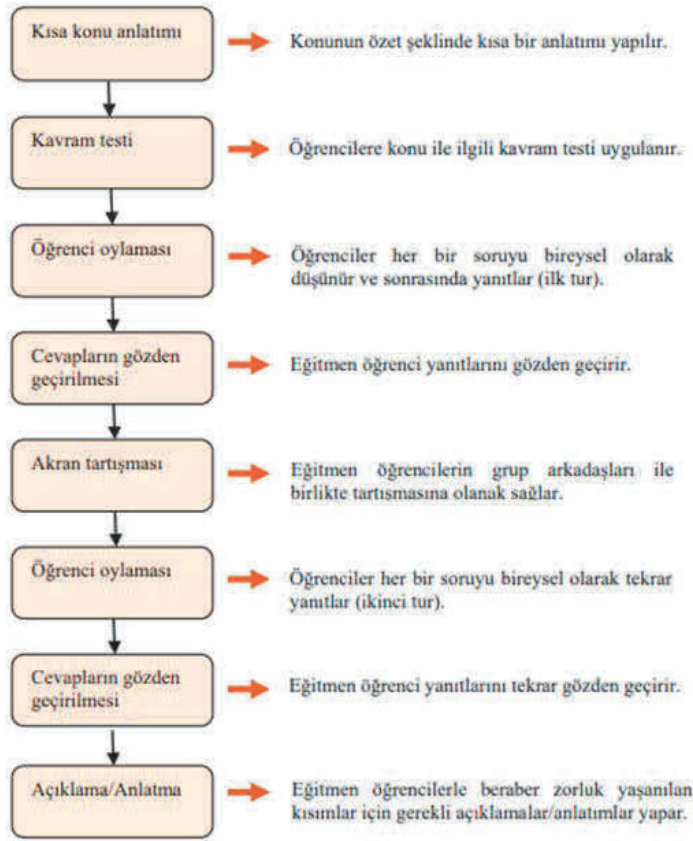 Kısa konu anlatımı
Konunun özet şeklinde kısa bir anlatımı yapılır.
Kavram testi
Öğrencilere konu ile ilgili kavram testi uygulanır.
Öğrenci oylaması
Öğrenciler her bir soruyu bireysel olarak
düşünür ve sonrasında yanıtlar (ilk tur).
Cevapların gözden
geçirilmesi
Eğitmen öğrenci yanıtlarını gözden geçirir.
Akran tartışması
Eğitmen öğrencilerin grup arkadaşları ile
birlikte tartışmasına olanak sağlar.
Öğrenci oylaması
Öğrenciler her bir soruyu bireysel olarak tekrar
yanıtlar (ikinci tur).
Cevapların gözden
geçirilmesi
Eğitmen öğrenci yanıtlarını tekrar gözden geçirir.
Açıklama/Anlatma
Eğitmen öğrencilerle beraber zorluk yaşanılan
kısımlar için gerekli açıklamalar/anlatımlar yapar.